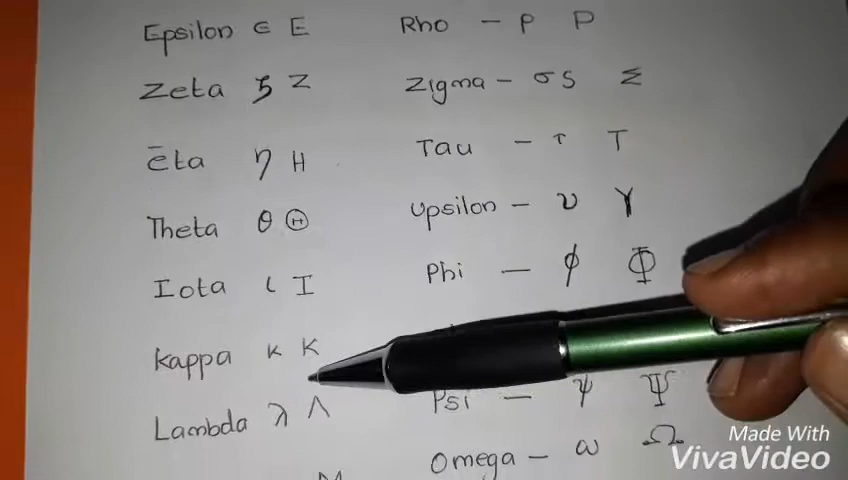 Epsilon ϵ E
Zeta ζ Z
ēta η H
Theta θ Θ
Iota ι I
Kappa κ K
Lambda λ Λ
M
Rho – ρ P
Zigma – σ S Σ
Tau – τ T
Upsilon – υ ϒ
Phi – ϕ Φ
Psi – ψ Ψ
Omega – ω Ω
Made With
VivaVideo